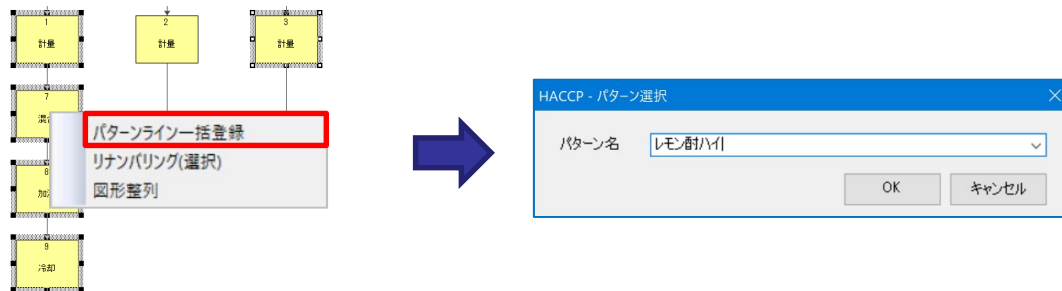 1
計量
2
計量
3
計量
7
8
9
冷却
パターンライン一括登録
リナンバリング(選択)
図形整列
HACCP - パターン選択
パターン名
レモン酎ハイ
OK
キャンセル